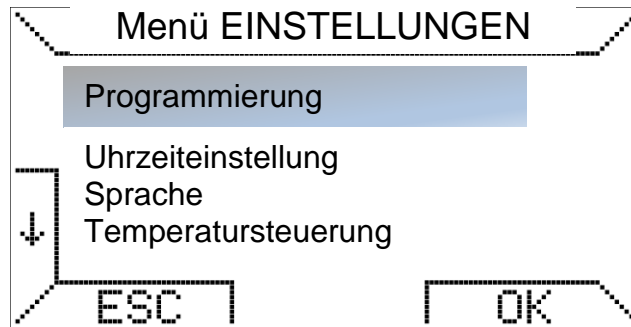 Menü EINSTELLUNGEN
Programmierung
Uhrzeiteinstellung
Sprache
Temperatursteuerung
ESC OK